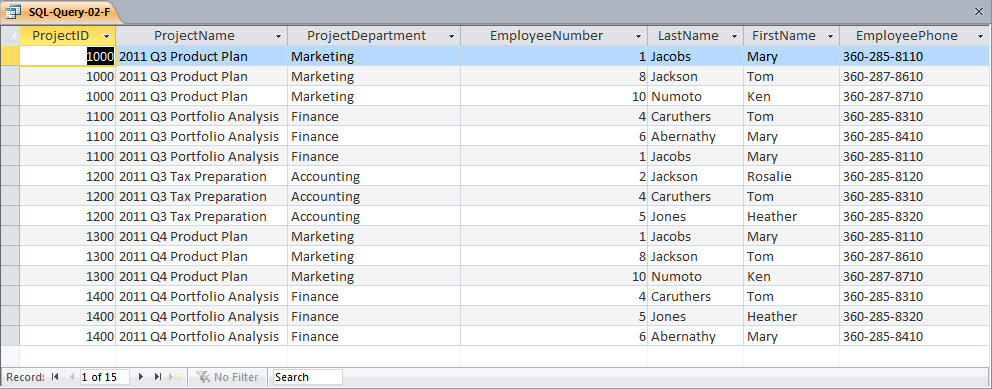 SQL-Query-02-F
ProjectID ProjectName ProjectDepartment EmployeeNumber LastName FirstName EmployeePhone
1000 2011 Q3 Product Plan Marketing 1 Jacobs Mary 360-285-8110
1000 2011 Q3 Product Plan Marketing 8 Jackson Tom 360-287-8610
1000 2011 Q3 Product Plan Marketing 10 Numoto Ken 360-287-8710
1100 2011 Q3 Portfolio Analysis Finance 4 Caruthers Tom 360-285-8310
1100 2011 Q3 Portfolio Analysis Finance 6 Abernathy Mary 360-285-8410
1100 2011 Q3 Portfolio Analysis Finance 1 Jacobs Mary 360-285-8110
1200 2011 Q3 Tax Preparation Accounting 2 Jackson Rosalie 360-285-8120
1200 2011 Q3 Tax Preparation Accounting 4 Caruthers Tom 360-285-8310
1200 2011 Q3 Tax Preparation Accounting 5 Jones Heather 360-285-8320
1300 2011 Q4 Product Plan Marketing 1 Jacobs Mary 360-285-8110
1300 2011 Q4 Product Plan Marketing 8 Jackson Tom 360-287-8610
1300 2011 Q4 Product Plan Marketing 10 Numoto Ken 360-287-8710
1400 2011 Q4 Portfolio Analysis Finance 4 Caruthers Tom 360-285-8310
1400 2011 Q4 Portfolio Analysis Finance 5 Jones Heather 360-285-8320
1400 2011 Q4 Portfolio Analysis Finance 6 Abernathy Mary 360-285-8410
Record: 1 of 15 No Filter Search